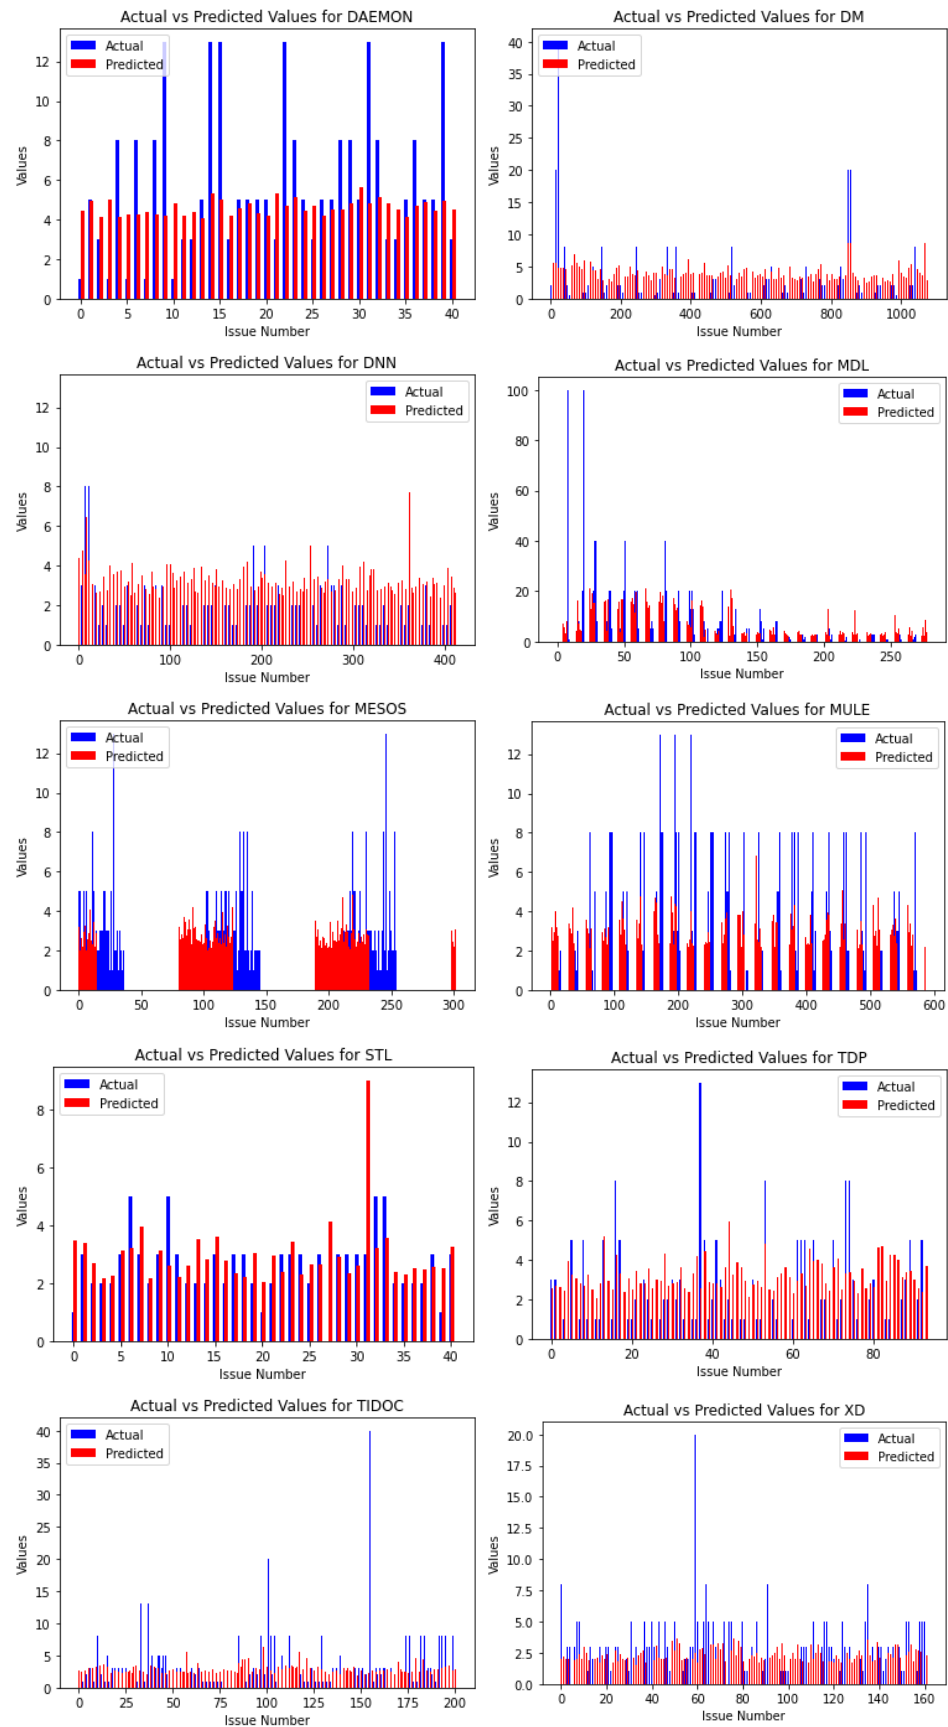 Actual vs Predicted Values for DAEMON
Actual
Predicted
12
10
8
6
4
2
0
Values
0 5 10 15 20 25 30 35 40
Issue Number
Actual vs Predicted Values for DM
Actual
Predicted
40
35
30
25
20
15
10
5
0
Values
0 200 400 600 800 1000
Issue Number
Actual vs Predicted Values for DNN
Actual
Predicted
12
10
8
6
4
2
0
Values
0 100 200 300 400
Issue Number
Actual vs Predicted Values for MDL
Actual
Predicted
100
80
60
40
20
0
Values
0 50 100 150 200 250
Issue Number
Actual vs Predicted Values for MESOS
Actual
Predicted
12
10
8
6
4
2
0
Values
0 50 100 150 200 250 300
Issue Number
Actual vs Predicted Values for MULE
Actual
Predicted
12
10
8
6
4
2
0
Values
0 100 200 300 400 500 600
Issue Number
Actual vs Predicted Values for STL
Actual
Predicted
8
6
4
2
0
Values
0 5 10 15 20 25 30 35 40
Issue Number
Actual vs Predicted Values for TDP
Actual
Predicted
12
10
8
6
4
2
0
Values
0 20 40 60 80
Issue Number
Actual vs Predicted Values for TIDOC
Actual
Predicted
40
35
30
25
20
15
10
5
0
Values
0 25 50 75 100 125 150 175 200
Issue Number
Actual vs Predicted Values for XD
Actual
Predicted
20.0
17.5
15.0
12.5
10.0
7.5
5.0
2.5
0.0
Values
0 20 40 60 80 100 120 140 160
Issue Number